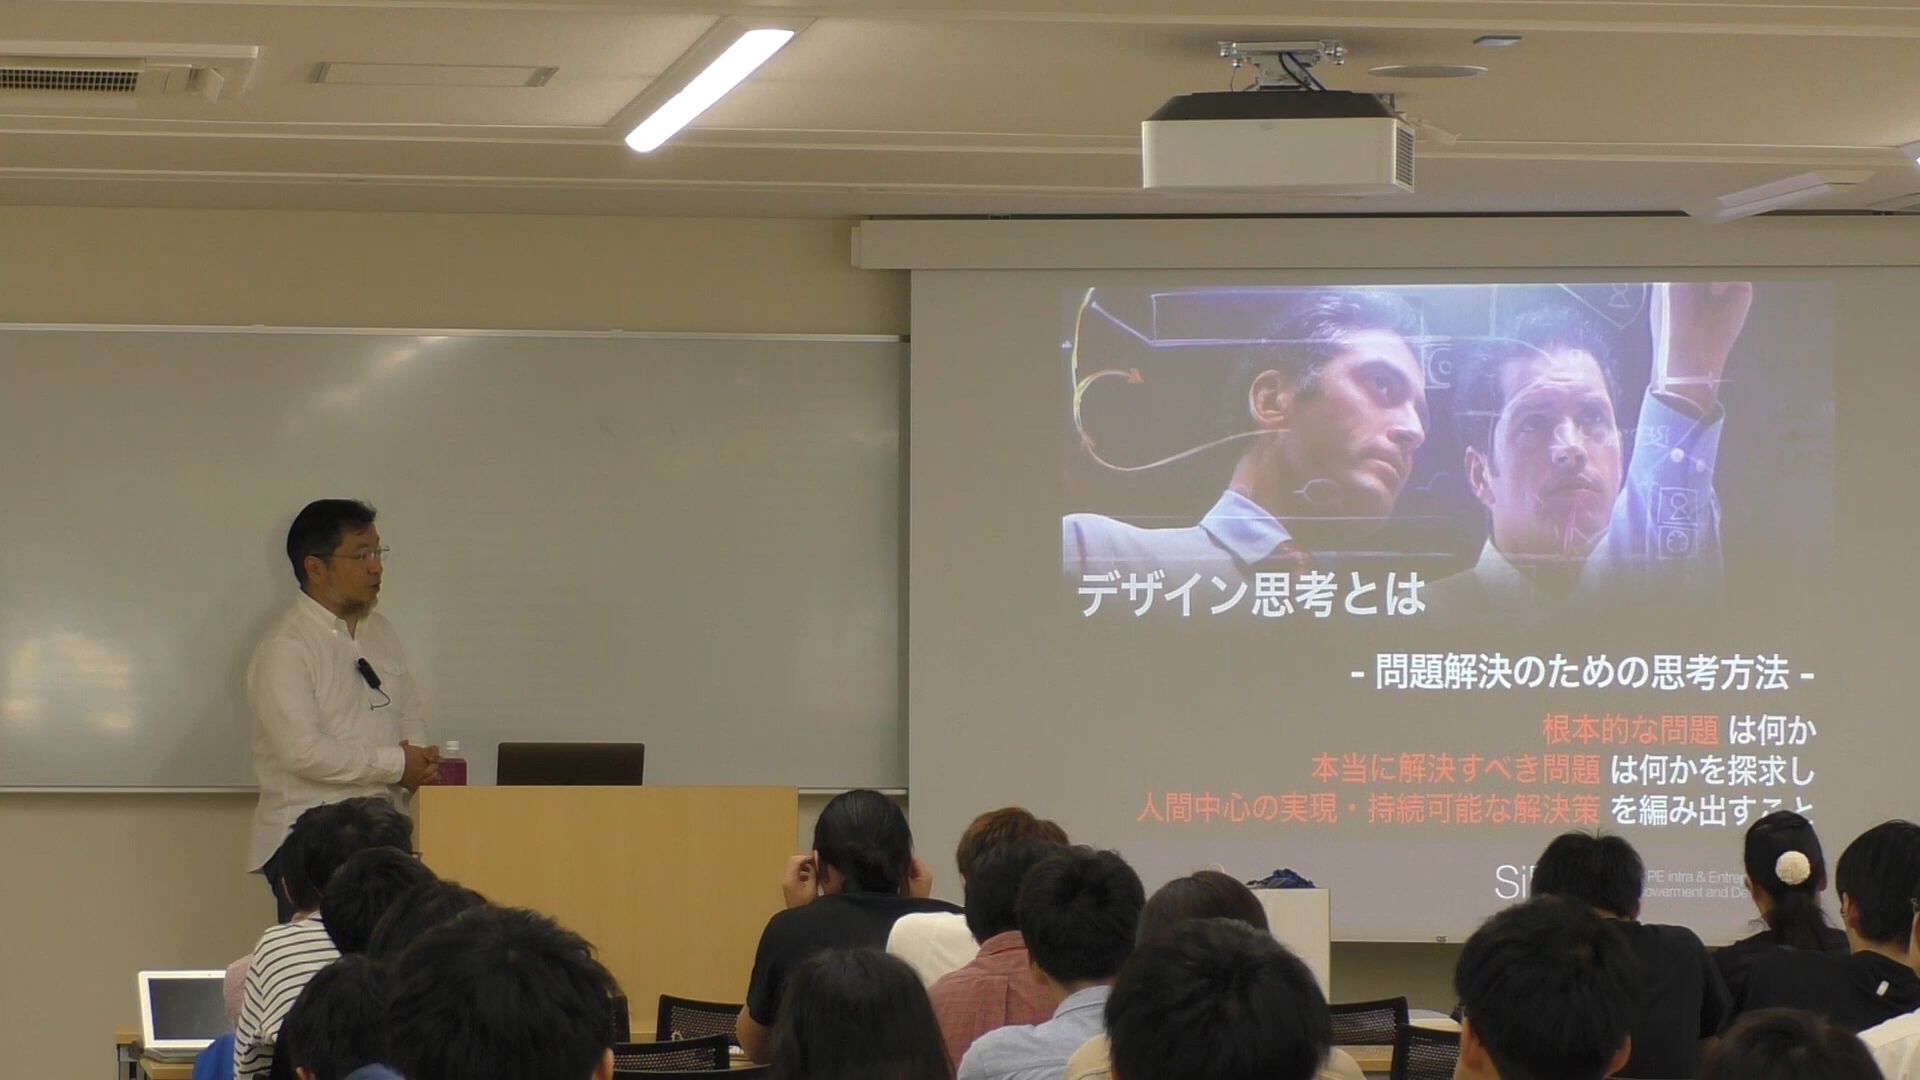 デザイン思考とは
- 問題解決のための思考方法 -
根本的な問題 は何か
本当に解決すべき問題 は何かを探求し
人間中心の実現・持続可能な解決策 を編み出すこと
PE intra &
and